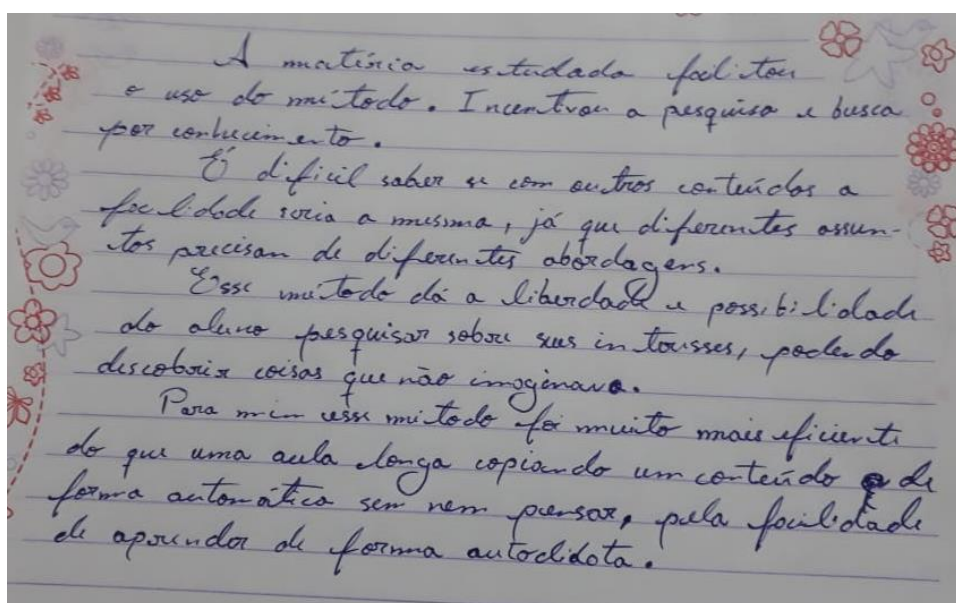 A matéria estudada facilitou
o uso do método. Incentivou a pesquisa e busca
por conhecimento.
É difícil saber se com outros conteúdos a
facilidade seria a mesma, já que diferentes assun-
tos precisam de diferentes abordagens.
Esse método dá a liberdade e possibilidade
do aluno pesquisar sobre seus interesses, podendo
descobrir coisas que não imaginava.
Para mim esse método foi muito mais eficiente
do que uma aula longa copiando um conteúdo de
forma automática sem nem pensar, pela facilidade
de aprender de forma autodidata.